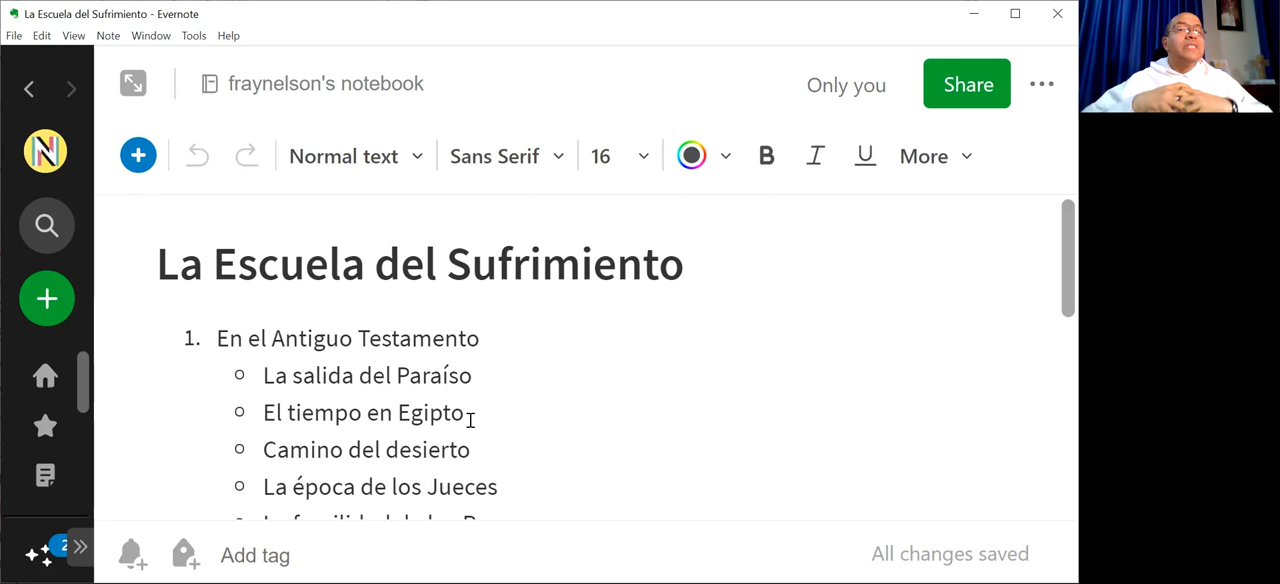 La Escuela del Sufrimiento - Evernote
File Edit View Note Window Tools Help
fraynelson's notebook
Only you
Share
Normal text
Sans Serif
16
B I U
More
La Escuela del Sufrimiento
1. En el Antiguo Testamento
La salida del Paraíso
El tiempo en Egipto
Camino del desierto
La época de los Jueces
2
Add tag
All changes saved